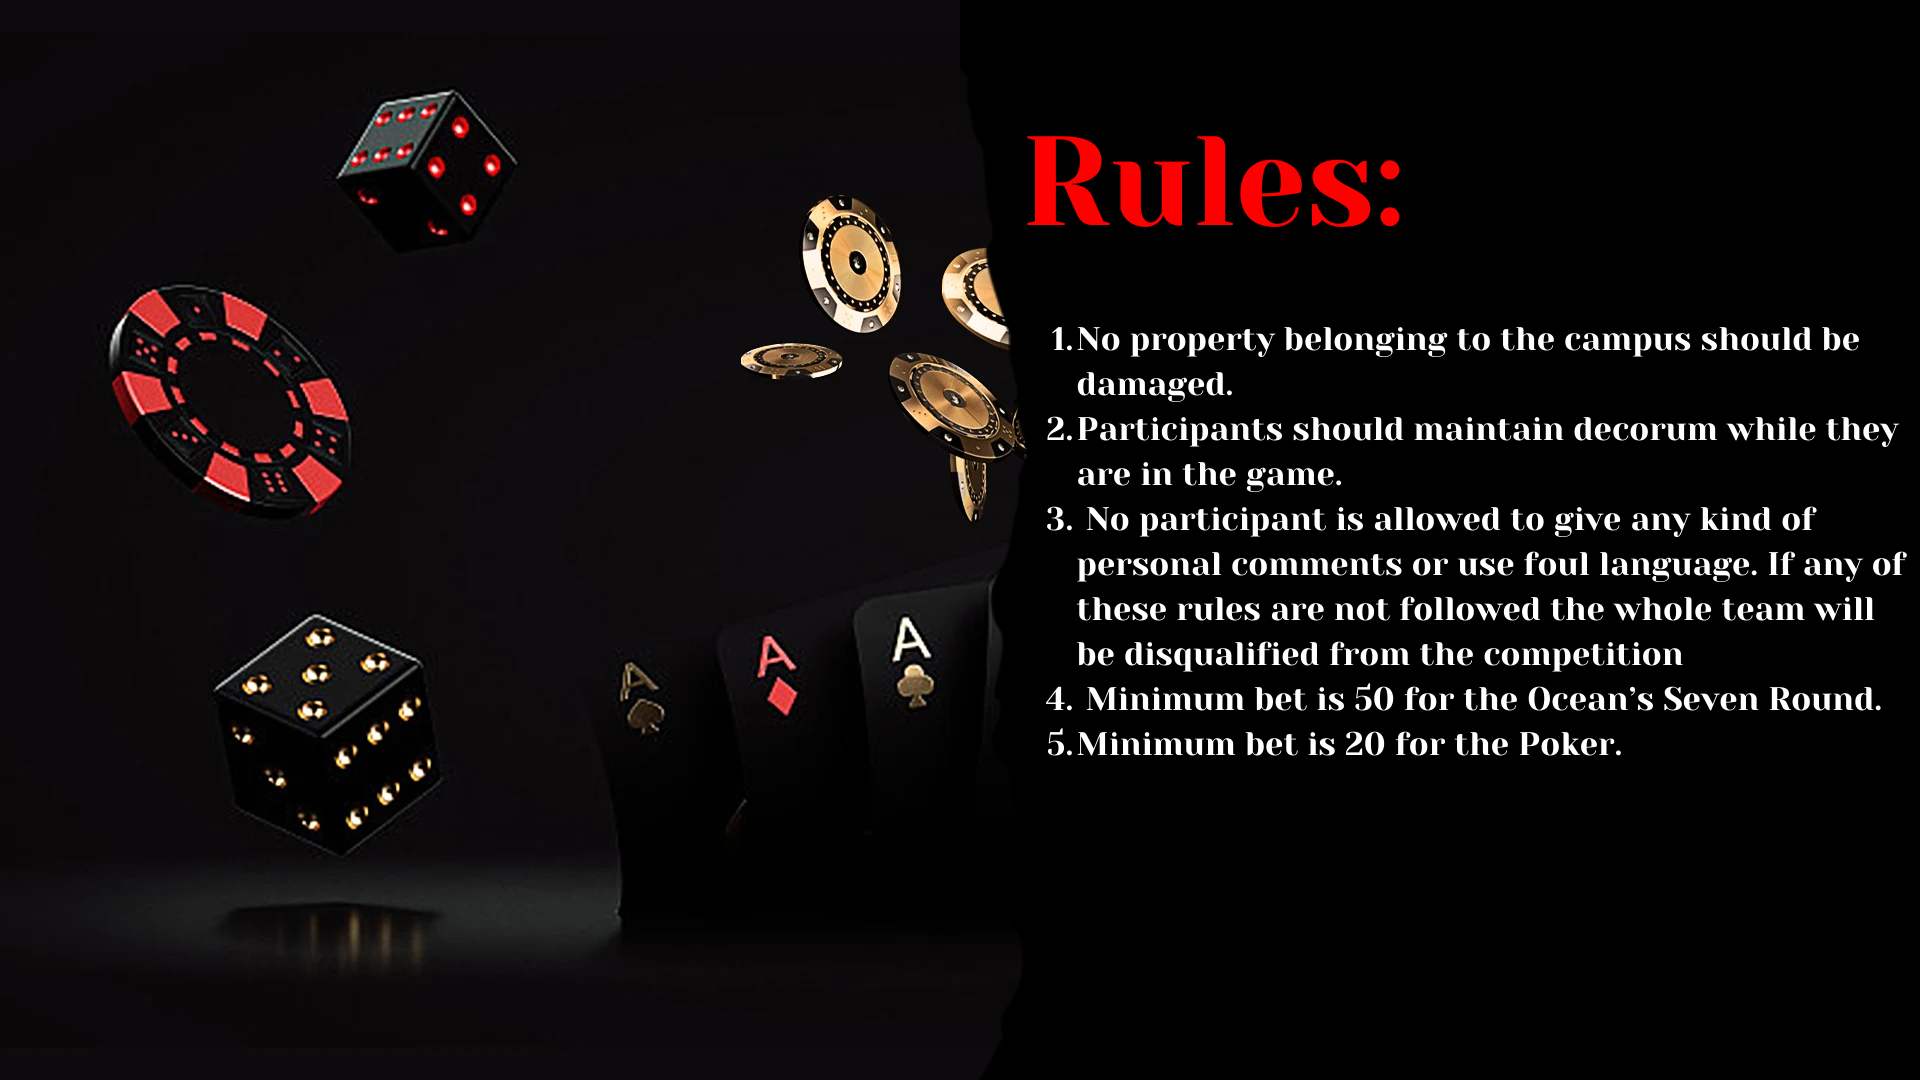 Rules:
1. No property belonging to the campus should be
damaged.
2. Participants should maintain decorum while they
are in the game.
3. No participant is allowed to give any kind of
personal comments or use foul language. If any of
these rules are not followed the whole team will
be disqualified from the competition
4. Minimum bet is 50 for the Ocean’s Seven Round.
5. Minimum bet is 20 for the Poker.
A
A
A